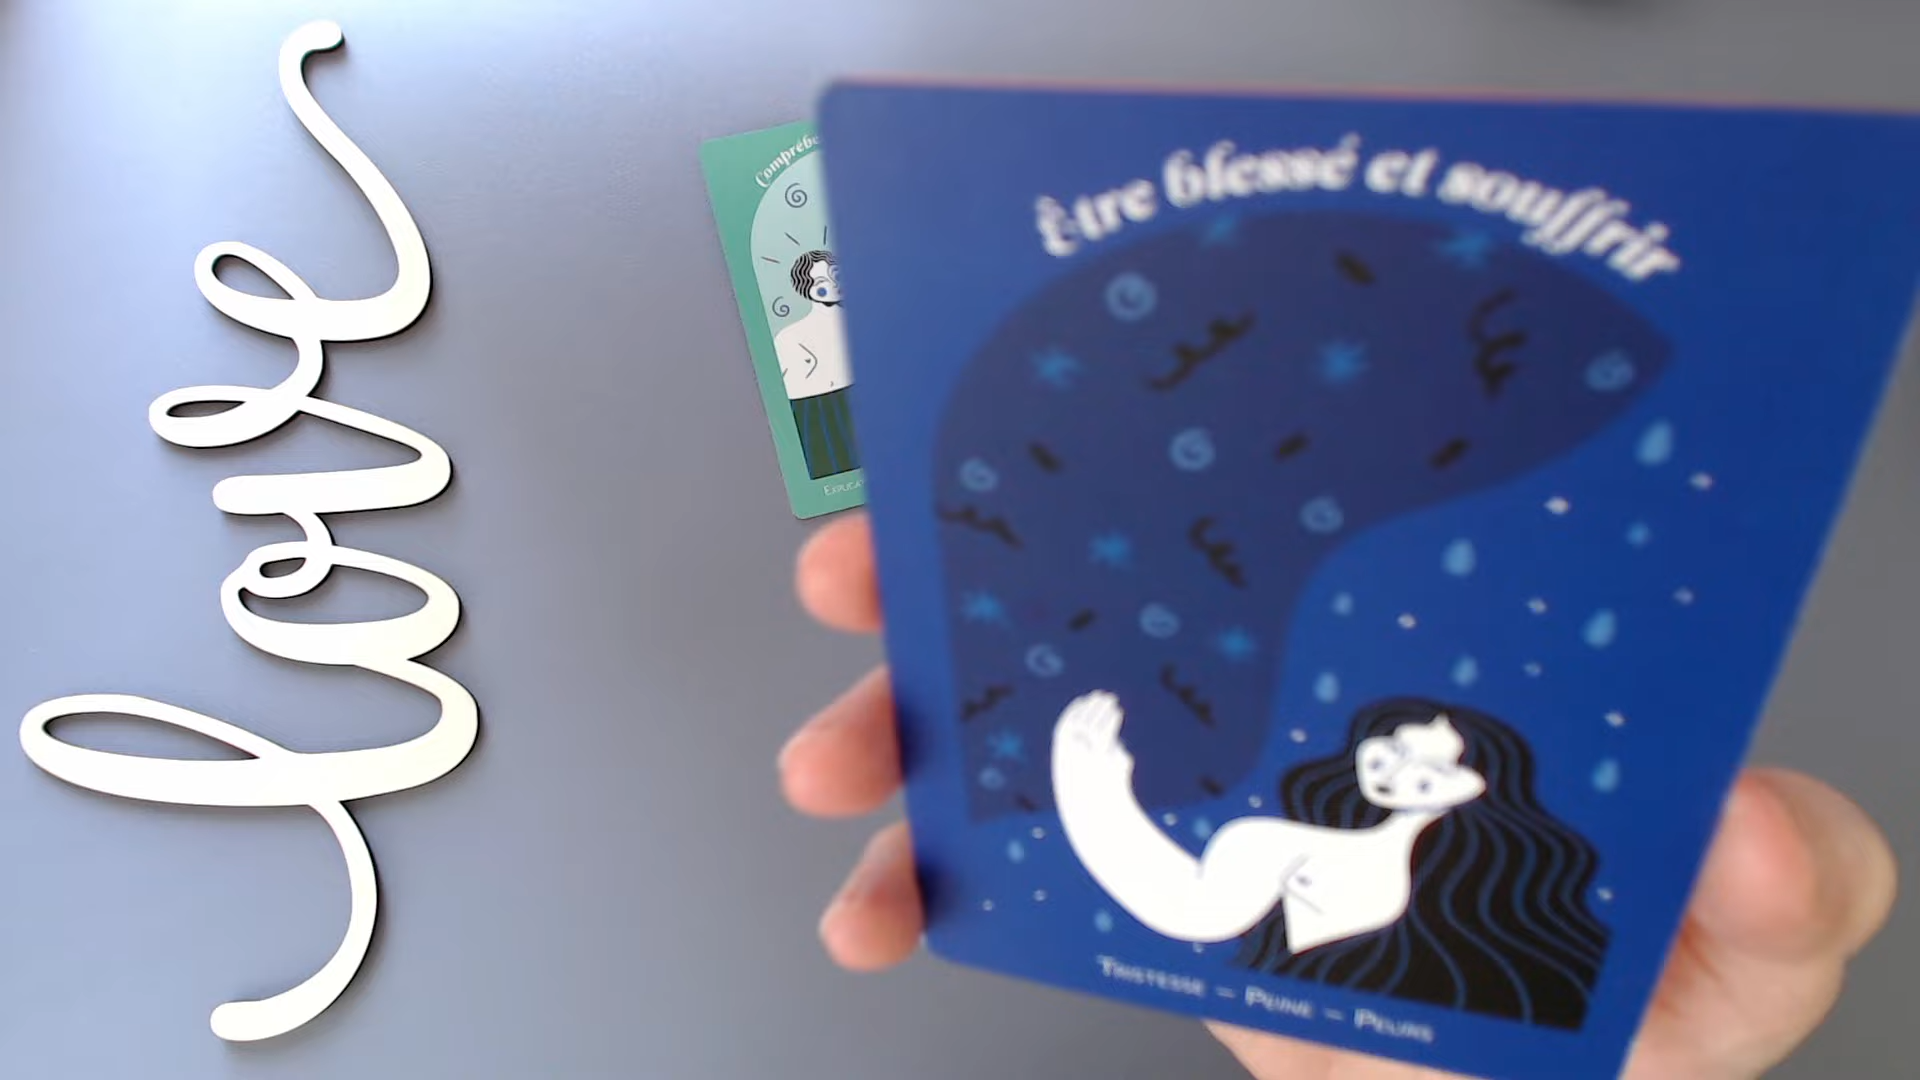 love
Être blessé et souffrir
Tristesse – Peine – Pleurs